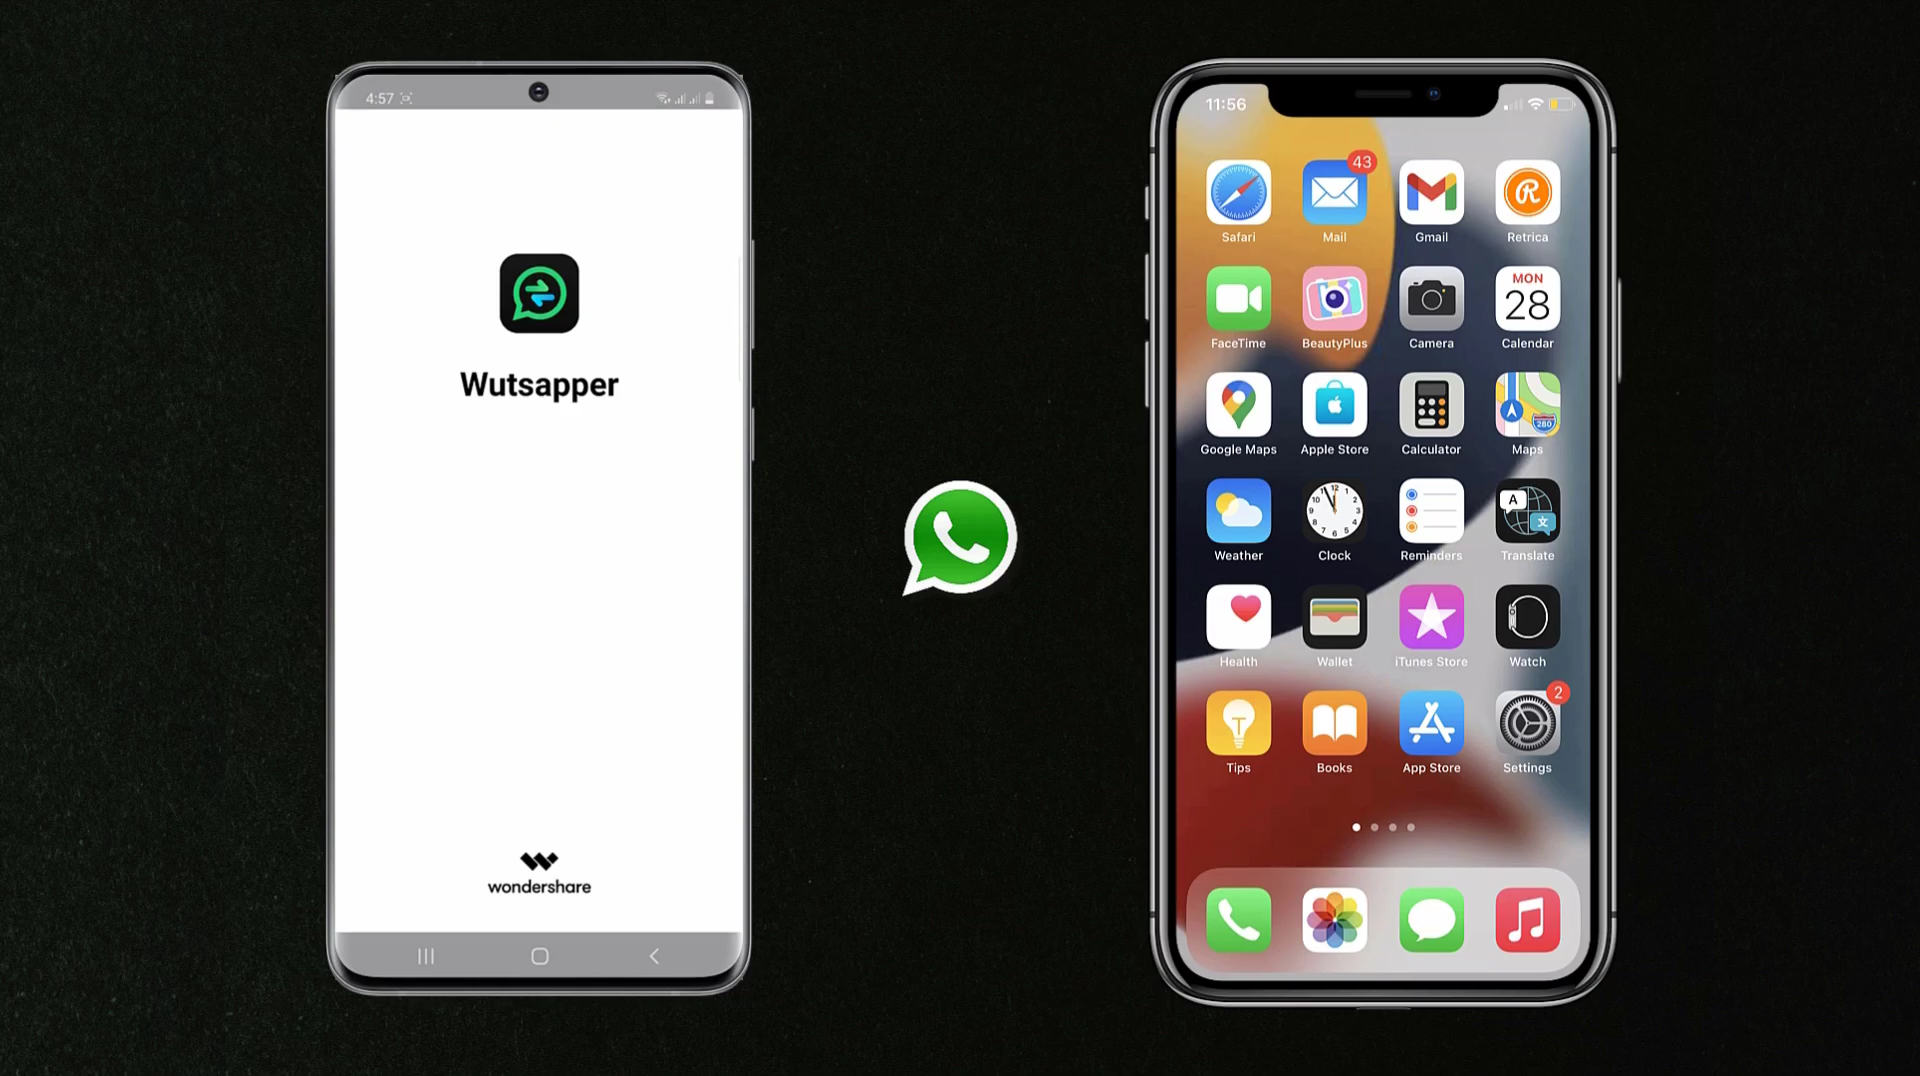 4:57
Wutsapper
wondershare
11:56
43
Safari
Mail
Gmail
R
Retrica
MON
28
FaceTime
BeautyPlus
Camera
Calendar
280
Google Maps
Apple Store
Calculator
Maps
A
文
Weather
Clock
Reminders
Translate
Health
Wallet
iTunes Store
Watch
2
Tips
Books
App Store
Settings